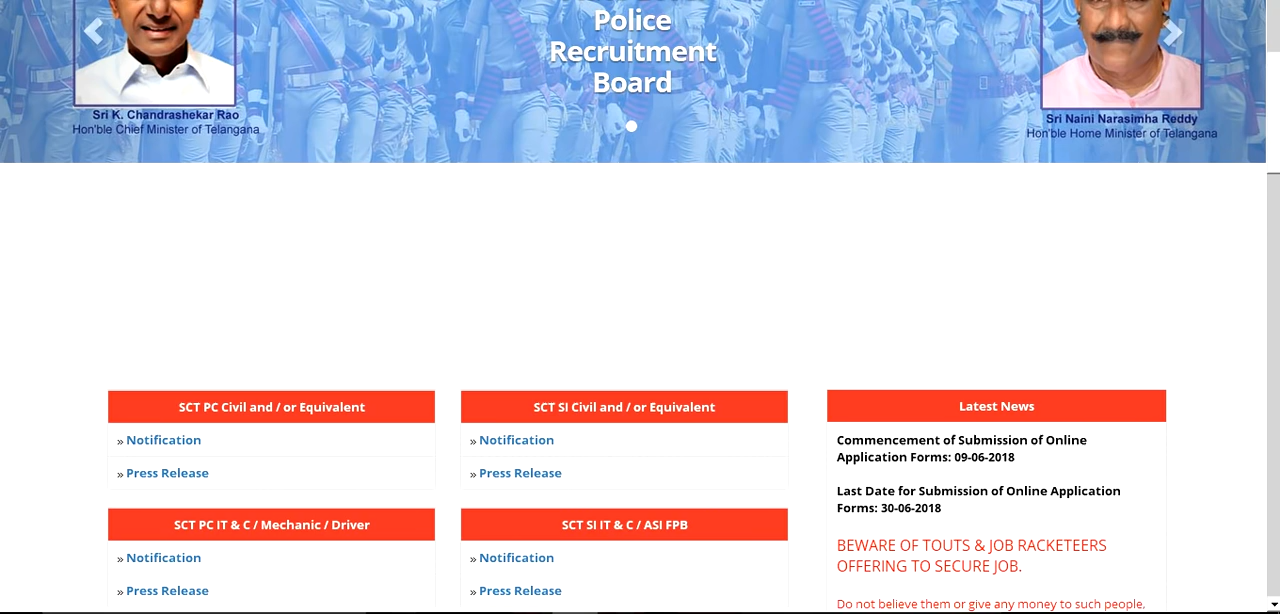 Police
Recruitment
Board
Sri K. Chandrashekar Rao
Hon'ble Chief Minister of Telangana
Sri Naini Narasimha Reddy
Hon'ble Home Minister of Telangana
SCT PC Civil and / or Equivalent
» Notification
» Press Release
SCT SI Civil and / or Equivalent
» Notification
» Press Release
SCT PC IT & C / Mechanic / Driver
» Notification
» Press Release
SCT SI IT & C / ASI FPB
» Notification
» Press Release
Latest News
Commencement of Submission of Online
Application Forms: 09-06-2018
Last Date for Submission of Online Application
Forms: 30-06-2018
BEWARE OF TOUTS & JOB RACKETEERS
OFFERING TO SECURE JOB.
Do not believe them or give any money to such people,